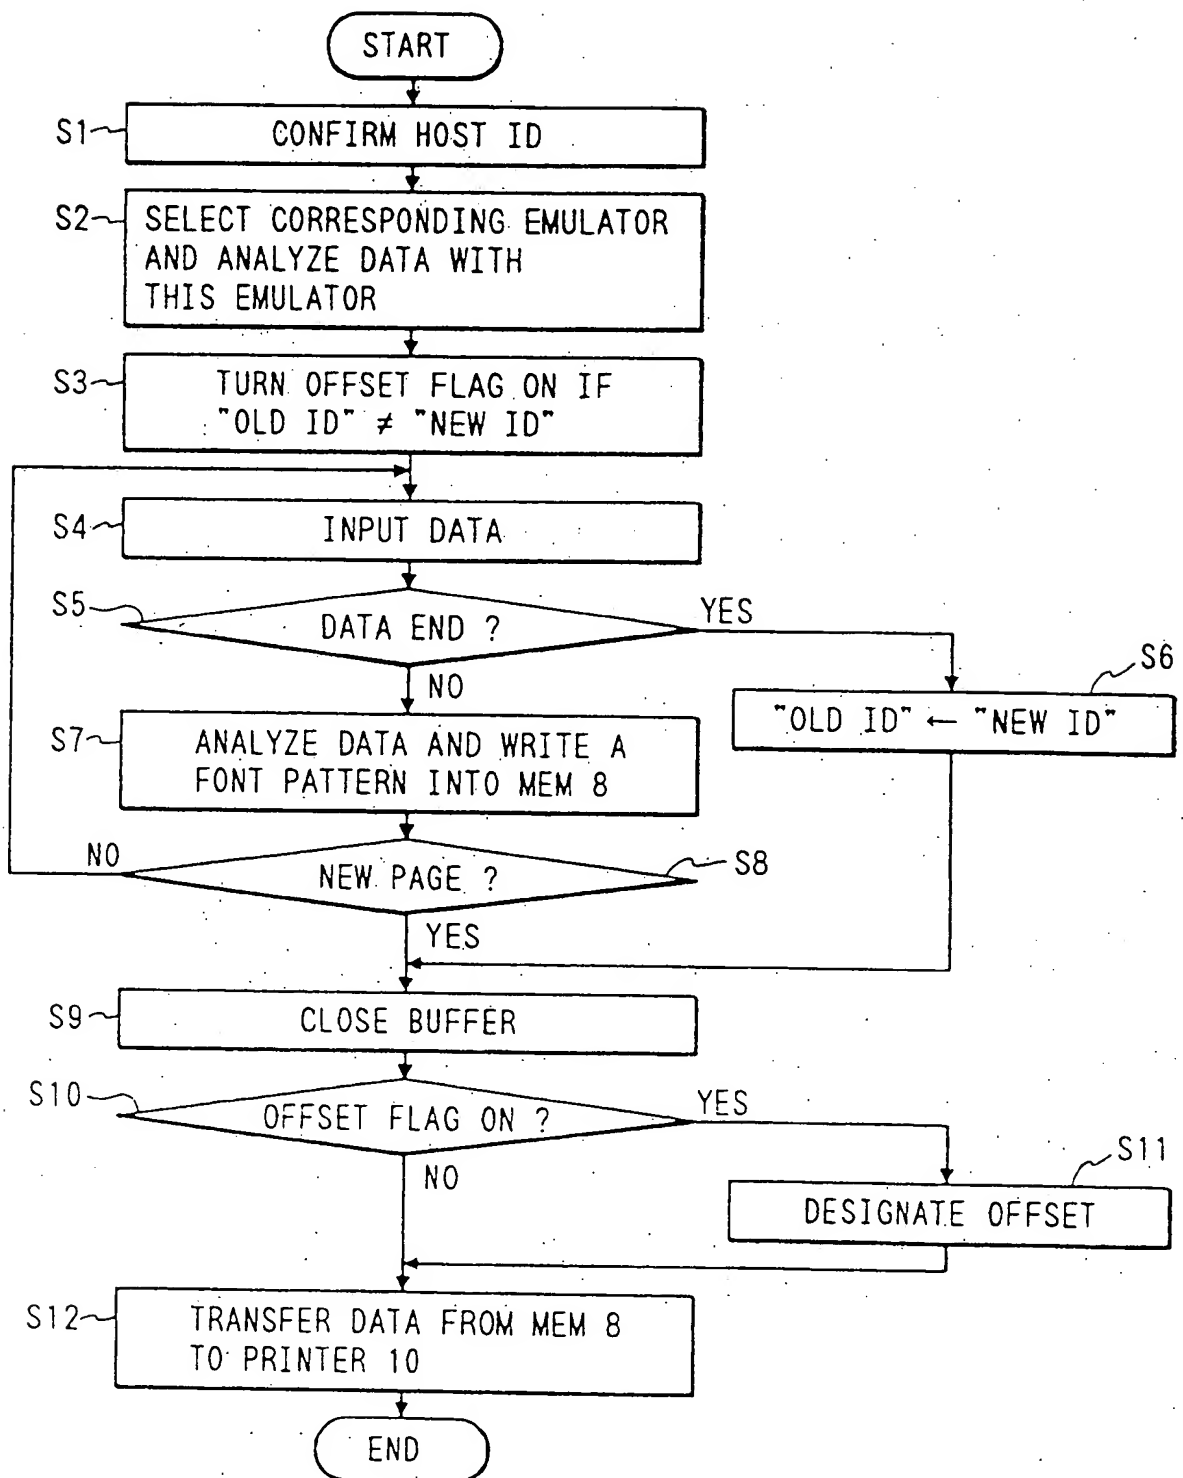 START
S1
CONFIRM HOST ID
S2
SELECT CORRESPONDING EMULATOR
AND ANALYZE DATA WITH
THIS EMULATOR
S3
TURN OFFSET FLAG ON IF
"OLD ID" ≠ "NEW ID"
S4
INPUT DATA
S5
DATA END ?
YES
NO
S6
"OLD ID" ← "NEW ID"
S7
ANALYZE DATA AND WRITE A
FONT PATTERN INTO MEM 8
NO
NEW PAGE ?
S8
YES
S9
CLOSE BUFFER
S10
OFFSET FLAG ON ?
YES
NO
S11
DESIGNATE OFFSET
S12
TRANSFER DATA FROM MEM 8
TO PRINTER 10
END